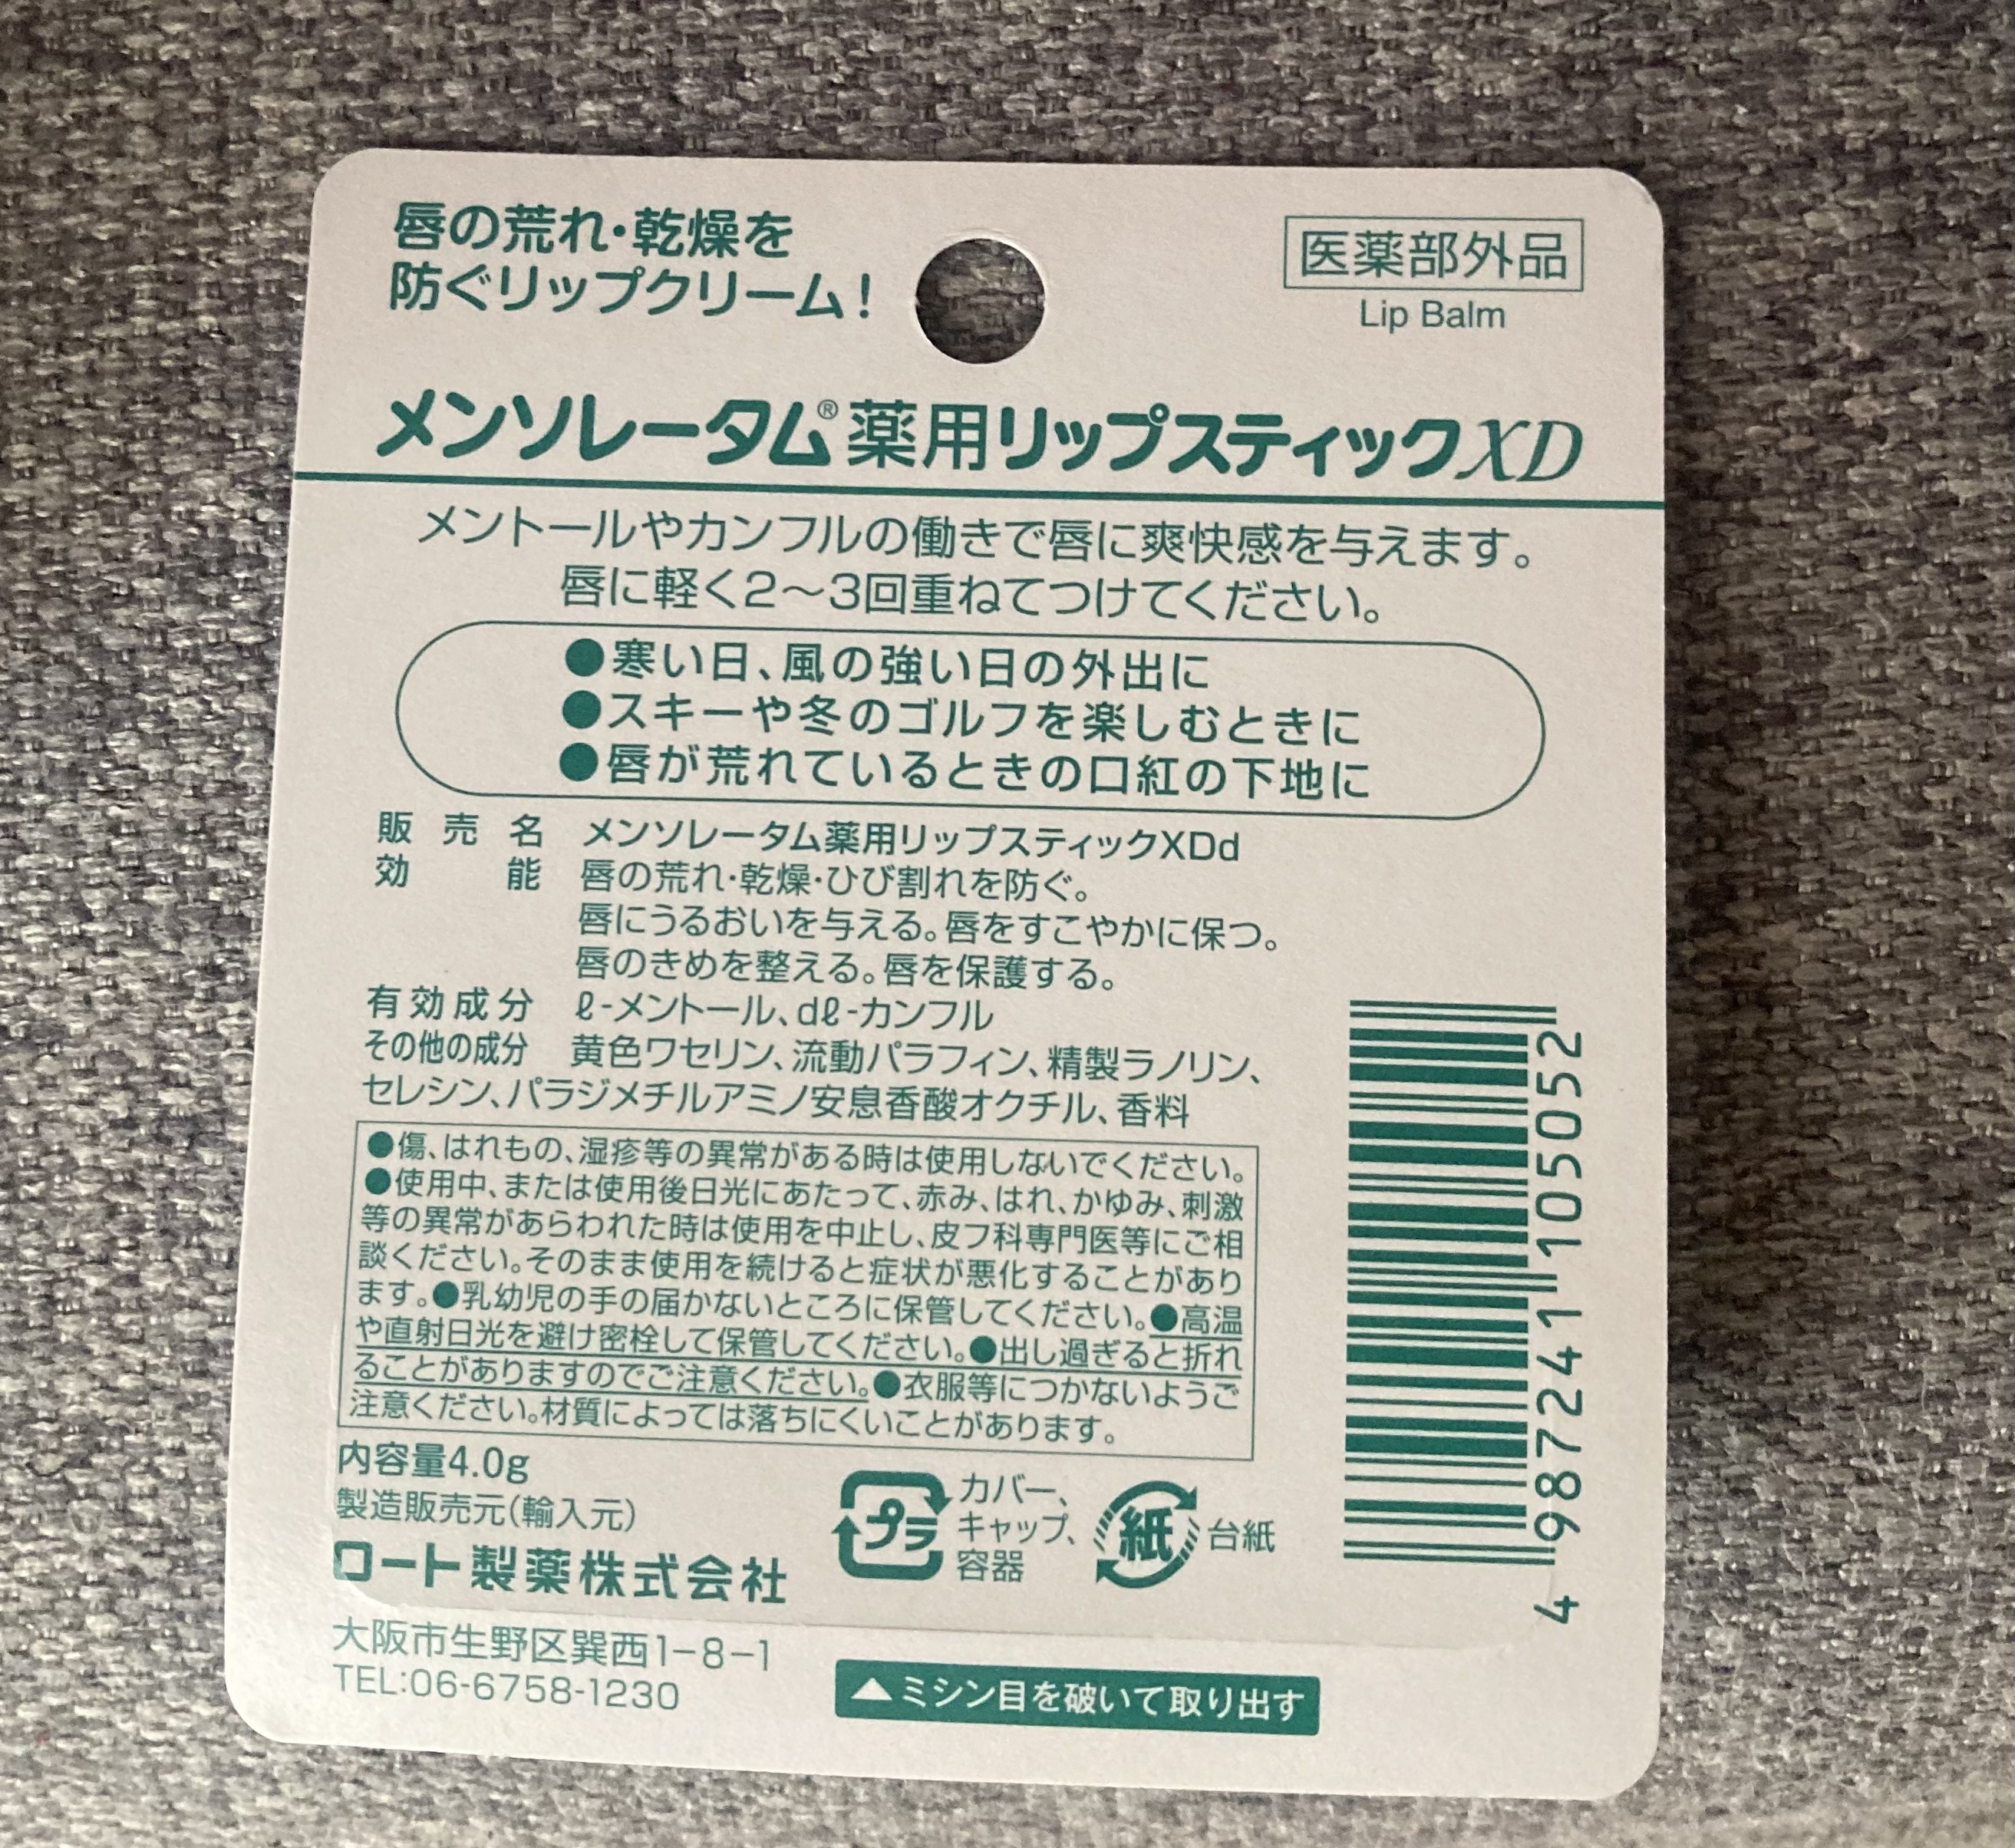 唇の荒れ・乾燥を
防ぐリップクリーム！
医薬部外品
Lip Balm
メンソレータム®薬用リップスティックXD
メントールやカンフルの働きで唇に爽快感を与えます。
唇に軽く2〜3回重ねてつけてください。
●寒い日、風の強い日の外出に
●スキーや冬のゴルフを楽しむときに
●唇が荒れているときの口紅の下地に
販売名 メンソレータム薬用リップスティックXDd
効能 唇の荒れ・乾燥・ひび割れを防ぐ。
唇にうるおいを与える。唇をすこやかに保つ。
唇のきめを整える。唇を保護する。
有効成分 ℓ-メントール、dℓ-カンフル
その他の成分 黄色ワセリン、流動パラフィン、精製ラノリン、
セレシン、パラジメチルアミノ安息香酸オクチル、香料
●傷、はれもの、湿疹等の異常がある時は使用しないでください。
●使用中、または使用後日光にあたって、赤み、はれ、かゆみ、刺激
等の異常があらわれた時は使用を中止し、皮フ科専門医等にご相
談ください。そのまま使用を続けると症状が悪化することがあり
ます。●乳幼児の手の届かないところに保管してください。●高温
や直射日光を避け密栓して保管してください。●出し過ぎると折れ
ることがありますのでご注意ください。●衣服等につかないようご
注意ください。材質によっては落ちにくいことがあります。
内容量4.0g
製造販売元(輸入元)
ロート製薬株式会社
大阪市生野区巽西1-8-1
TEL:06-6758-1230
プラ
カバー、
キャップ、
容器
紙
台紙
▲ミシン目を破いて取り出す
4 987241 105052